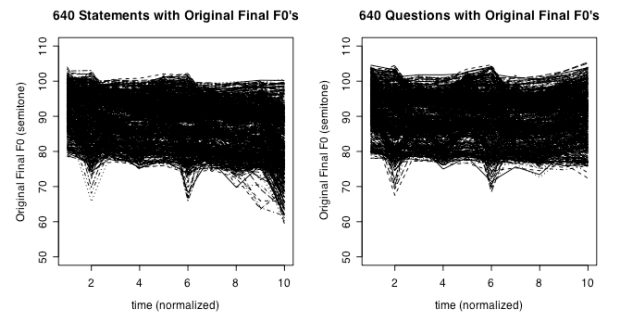 640 Statements with Original Final F0's
Original Final F0 (semitone)
110
100
90
80
70
60
50
2 4 6 8 10
time (normalized)
640 Questions with Original Final F0's
Original Final F0 (semitone)
110
100
90
80
70
60
50
2 4 6 8 10
time (normalized)